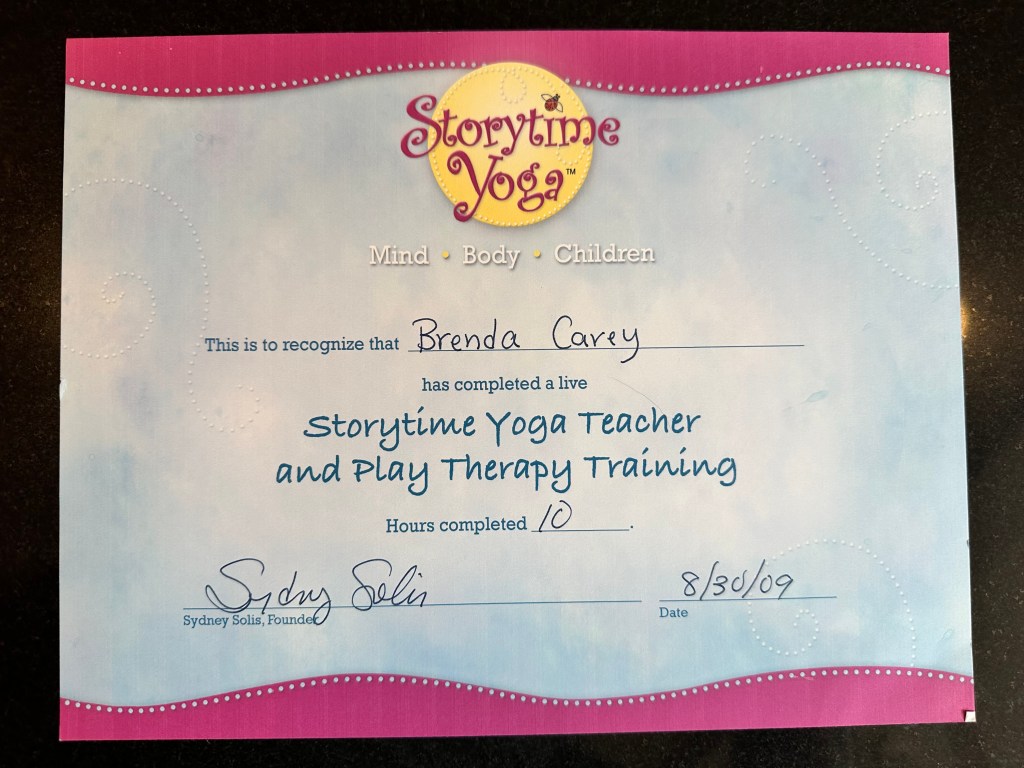 Storytime
Yoga™
Mind • Body • Children
This is to recognize that Brenda Carey
has completed a live
Storytime Yoga Teacher
and Play Therapy Training
Hours completed 10.
Sydney Solis 8/30/09
Sydney Solis, Founder Date